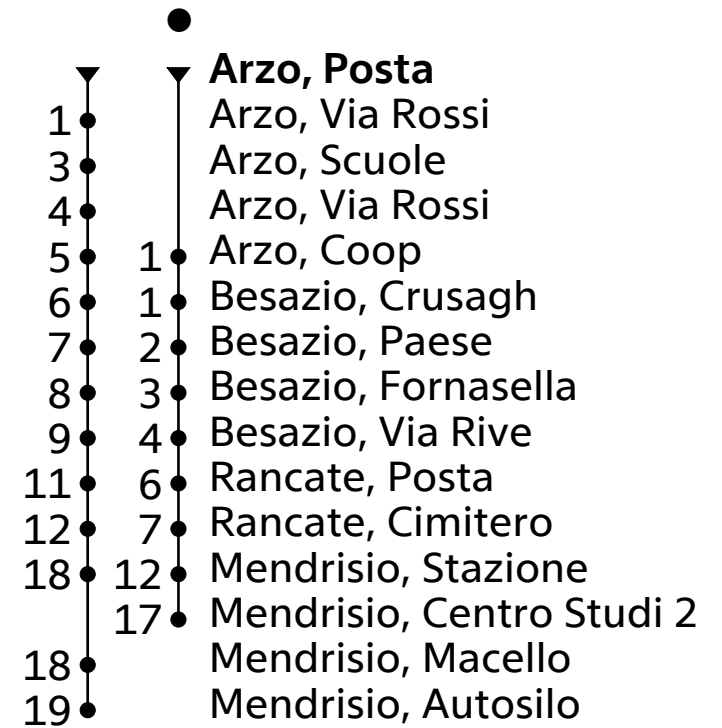 Arzo, Posta
1 Arzo, Via Rossi
3 Arzo, Scuole
4 Arzo, Via Rossi
5 1 Arzo, Coop
6 1 Besazio, Crusagh
7 2 Besazio, Paese
8 3 Besazio, Fornasella
9 4 Besazio, Via Rive
11 6 Rancate, Posta
12 7 Rancate, Cimitero
18 12 Mendrisio, Stazione
17 Mendrisio, Centro Studi 2
18 Mendrisio, Macello
19 Mendrisio, Autosilo